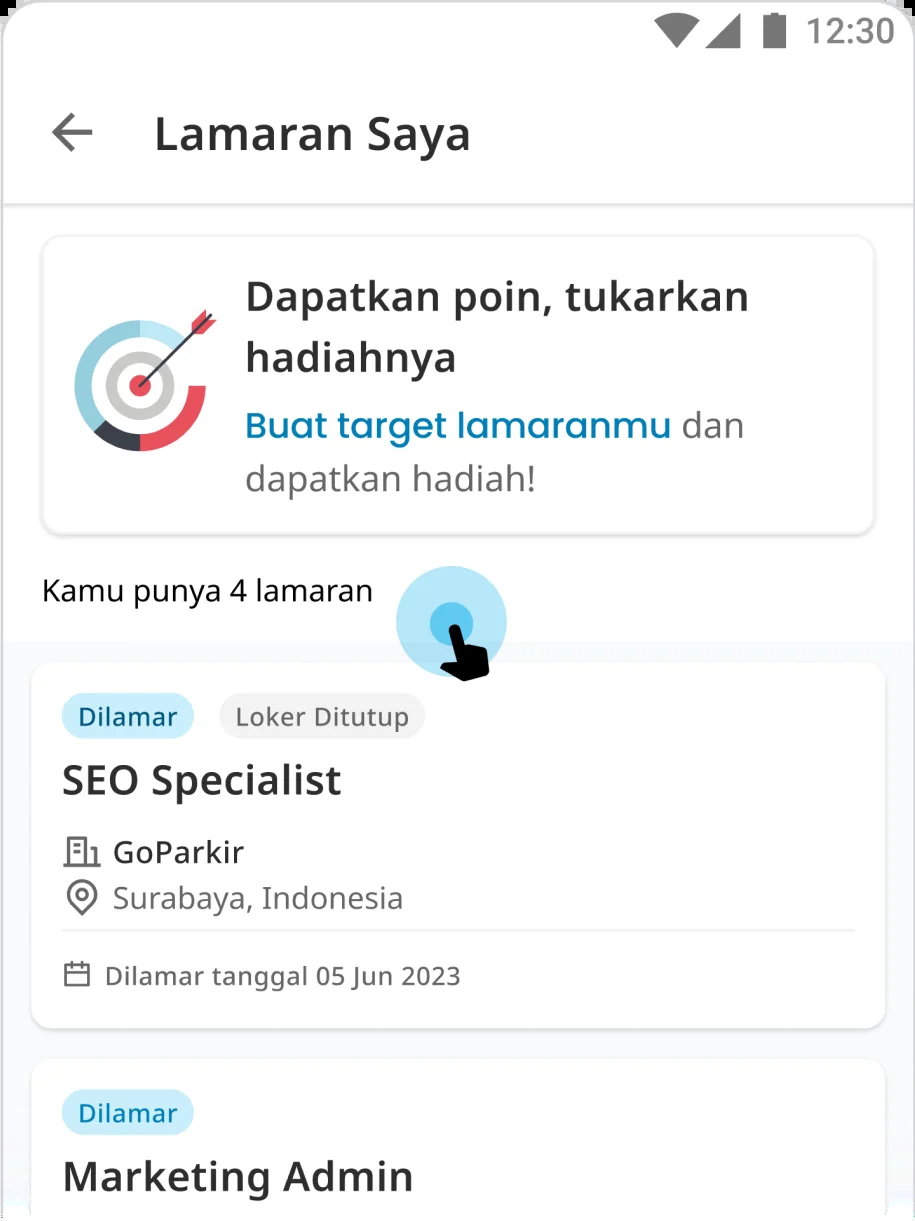 12:30
Lamaran Saya
Dapatkan poin, tukarkan
hadiahnya
Buat target lamaranmu dan
dapatkan hadiah!
Kamu punya 4 lamaran
Dilamar Loker Ditutup
SEO Specialist
GoParkir
Surabaya, Indonesia
Dilamar tanggal 05 Jun 2023
Dilamar
Marketing Admin